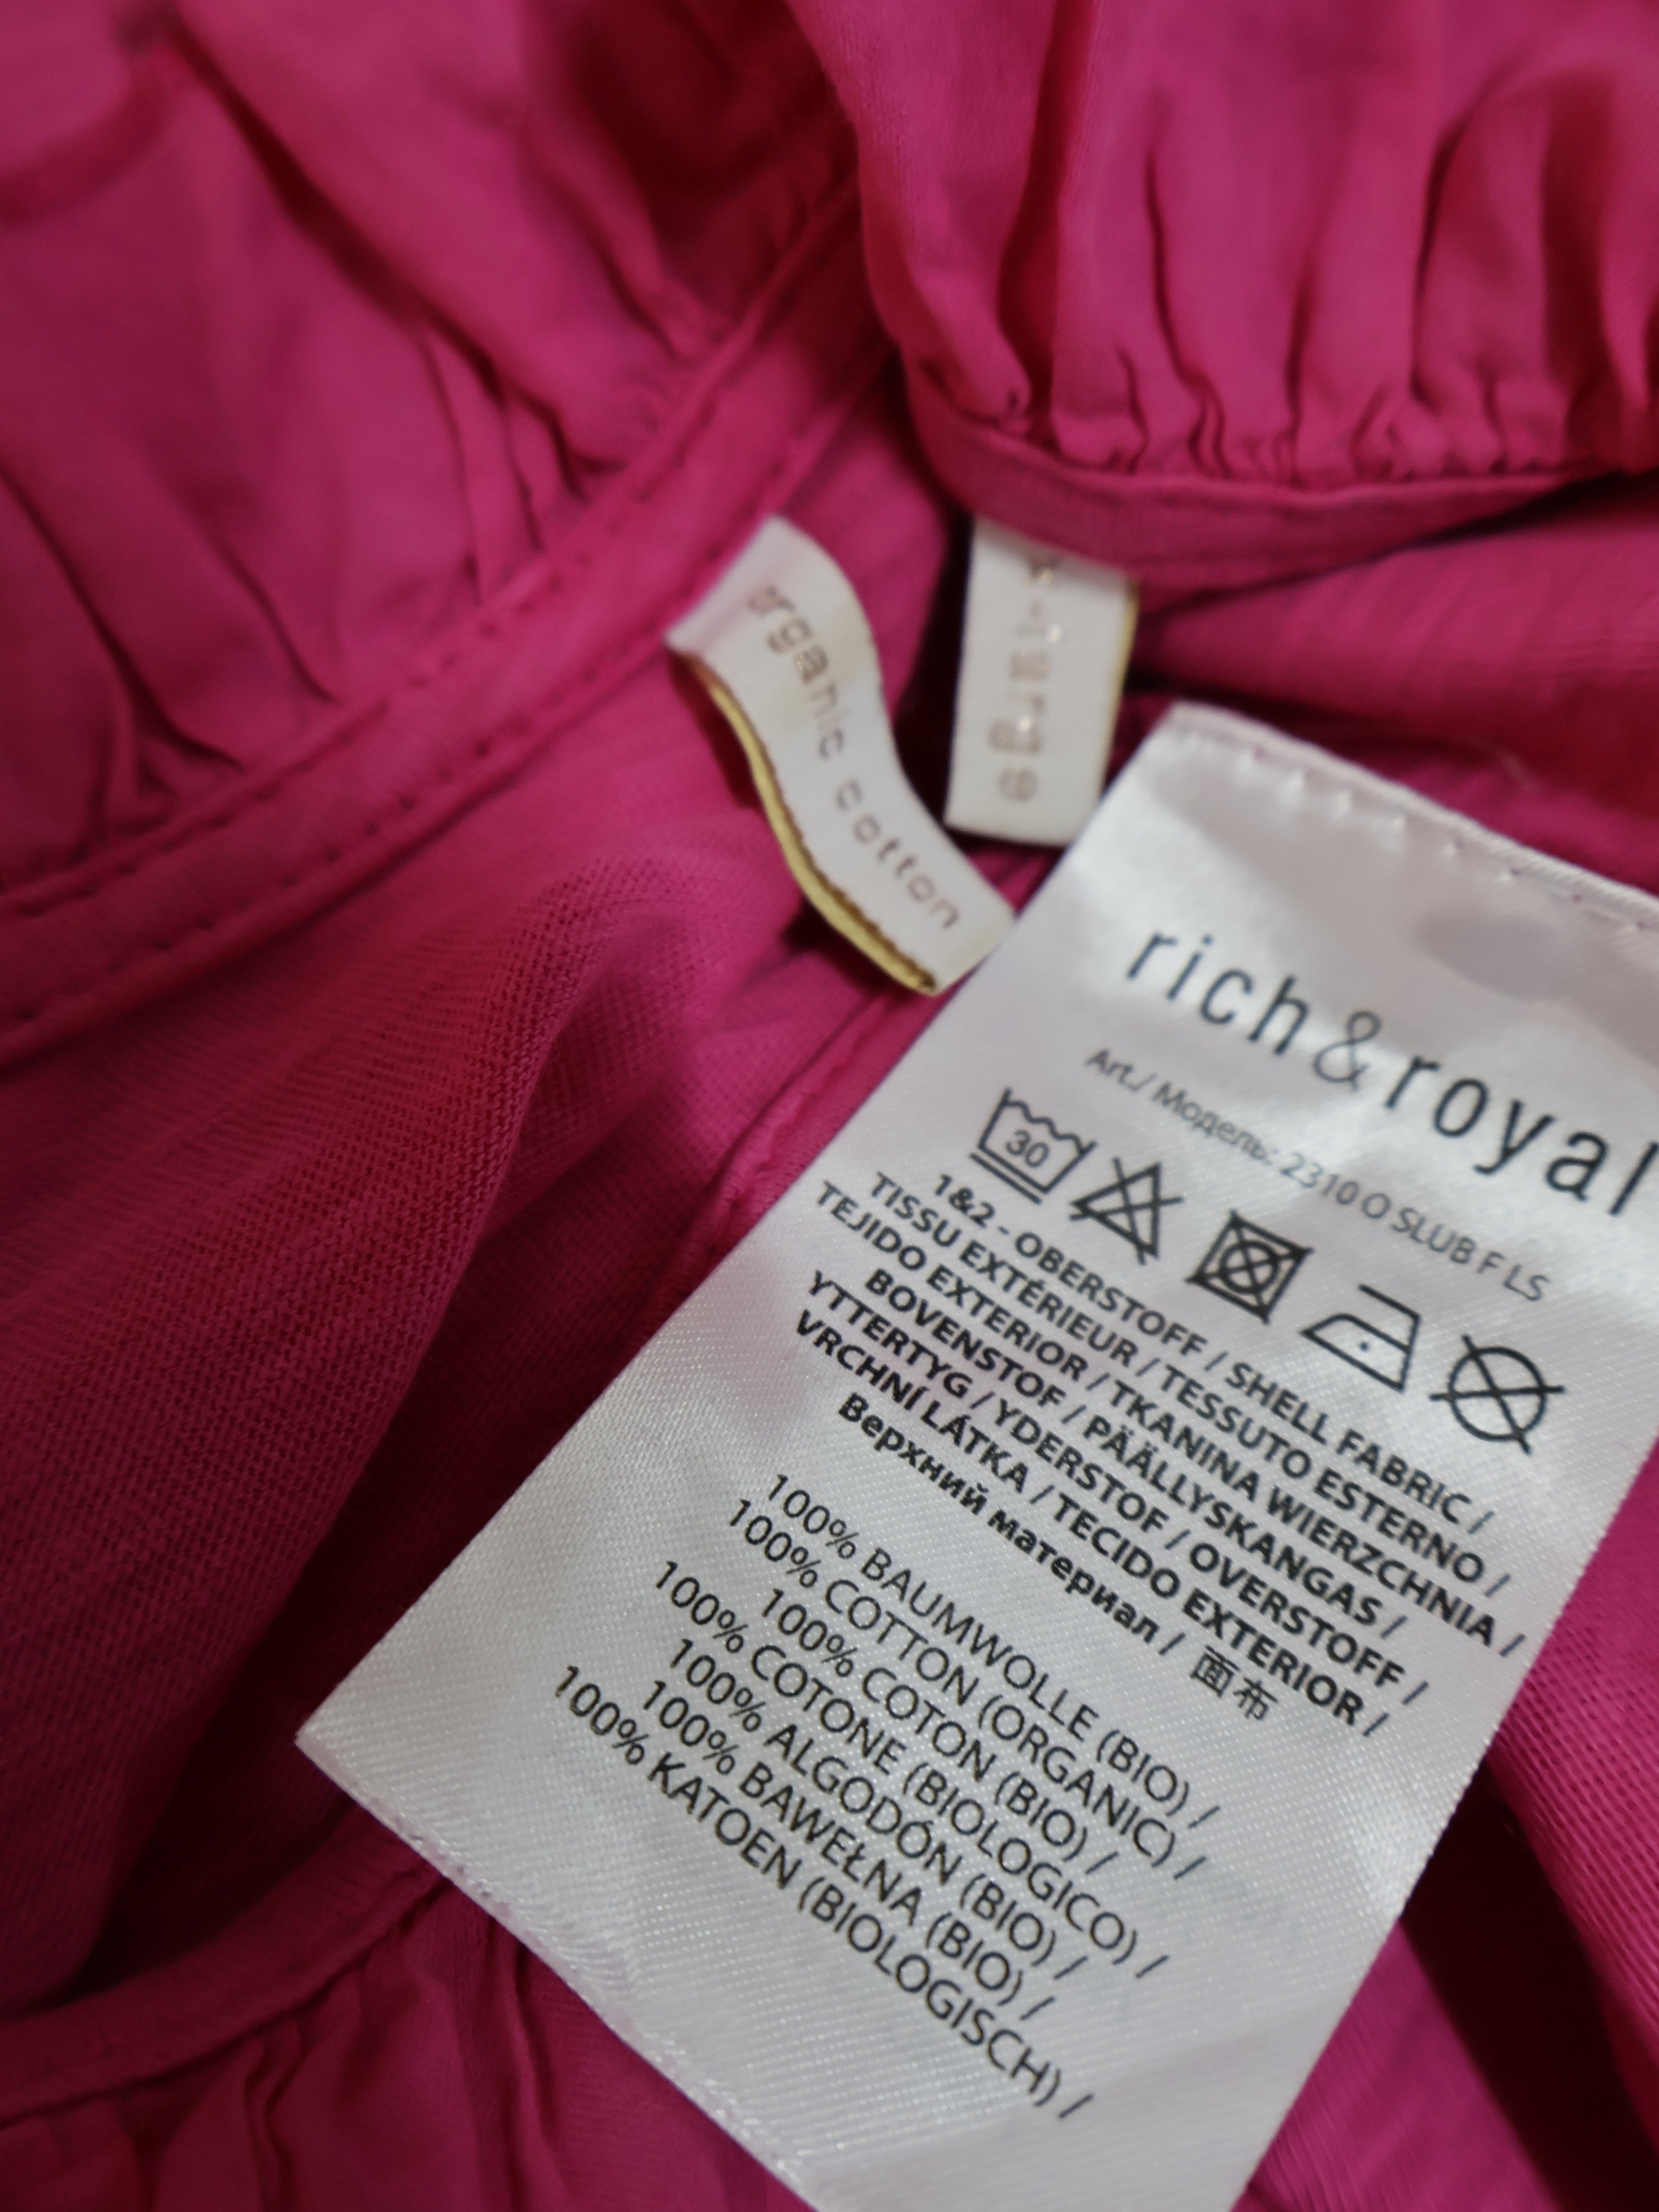 organic cotton
x-large
rich&royal
Art./ Модель: 2310 O SLUB F LS
30
1&2 - OBERSTOFF / SHELL FABRIC /
TISSU EXTÉRIEUR / TESSUTO ESTERNO /
TEJIDO EXTERIOR / TKANINA WIERZCHNIA /
BOVENSTOF / PÄÄLLYSKANGAS /
YTTERTYG / YDERSTOF / OVERSTOFF /
VRCHNÍ LÁTKA / TECIDO EXTERIOR /
Верхний материал / 面布
100% BAUMWOLLE (BIO) /
100% COTTON (ORGANIC) /
100% COTON (BIO) /
100% COTONE (BIOLOGICO) /
100% ALGODÓN (BIO) /
100% BAWEŁNA (BIO) /
100% KATOEN (BIOLOGISCH) /